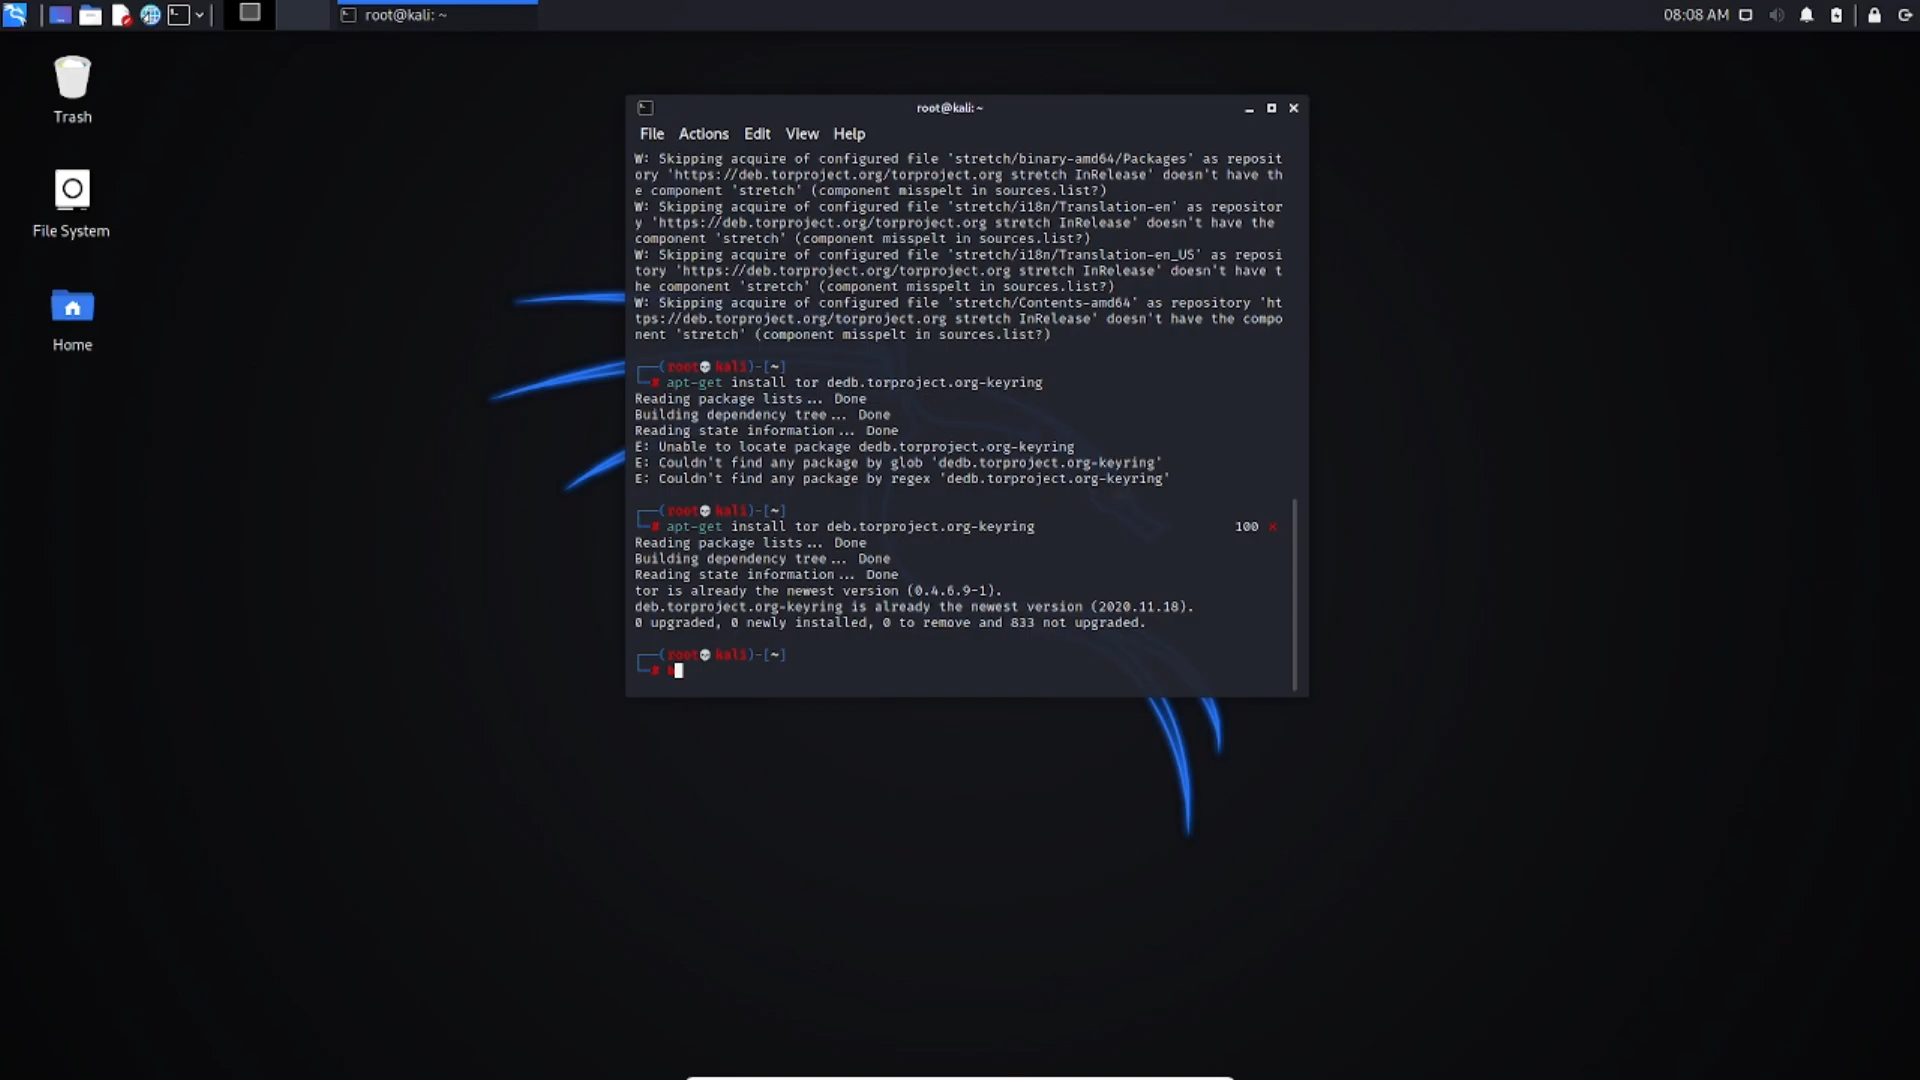 root@kali: ~
08:08 AM
Trash
File System
Home
root@kali:~
File Actions Edit View Help
W: Skipping acquire of configured file 'stretch/binary-amd64/Packages' as reposit
ory 'https://deb.torproject.org/torproject.org stretch InRelease' doesn't have th
e component 'stretch' (component misspelt in sources.list?)
W: Skipping acquire of configured file 'stretch/i18n/Translation-en' as repositor
y 'https://deb.torproject.org/torproject.org stretch InRelease' doesn't have the
component 'stretch' (component misspelt in sources.list?)
W: Skipping acquire of configured file 'stretch/i18n/Translation-en_US' as reposi
tory 'https://deb.torproject.org/torproject.org stretch InRelease' doesn't have t
he component 'stretch' (component misspelt in sources.list?)
W: Skipping acquire of configured file 'stretch/Contents-amd64' as repository 'ht
tps://deb.torproject.org/torproject.org stretch InRelease' doesn't have the compo
nent 'stretch' (component misspelt in sources.list?)
┌──(root💀kali)-[~]
└─# apt-get install tor dedb.torproject.org-keyring
Reading package lists... Done
Building dependency tree... Done
Reading state information... Done
E: Unable to locate package dedb.torproject.org-keyring
E: Couldn't find any package by glob 'dedb.torproject.org-keyring'
E: Couldn't find any package by regex 'dedb.torproject.org-keyring'
┌──(root💀kali)-[~]
└─# apt-get install tor deb.torproject.org-keyring 100 ⨯
Reading package lists... Done
Building dependency tree... Done
Reading state information... Done
tor is already the newest version (0.4.6.9-1).
deb.torproject.org-keyring is already the newest version (2020.11.18).
0 upgraded, 0 newly installed, 0 to remove and 833 not upgraded.
┌──(root💀kali)-[~]
└─#